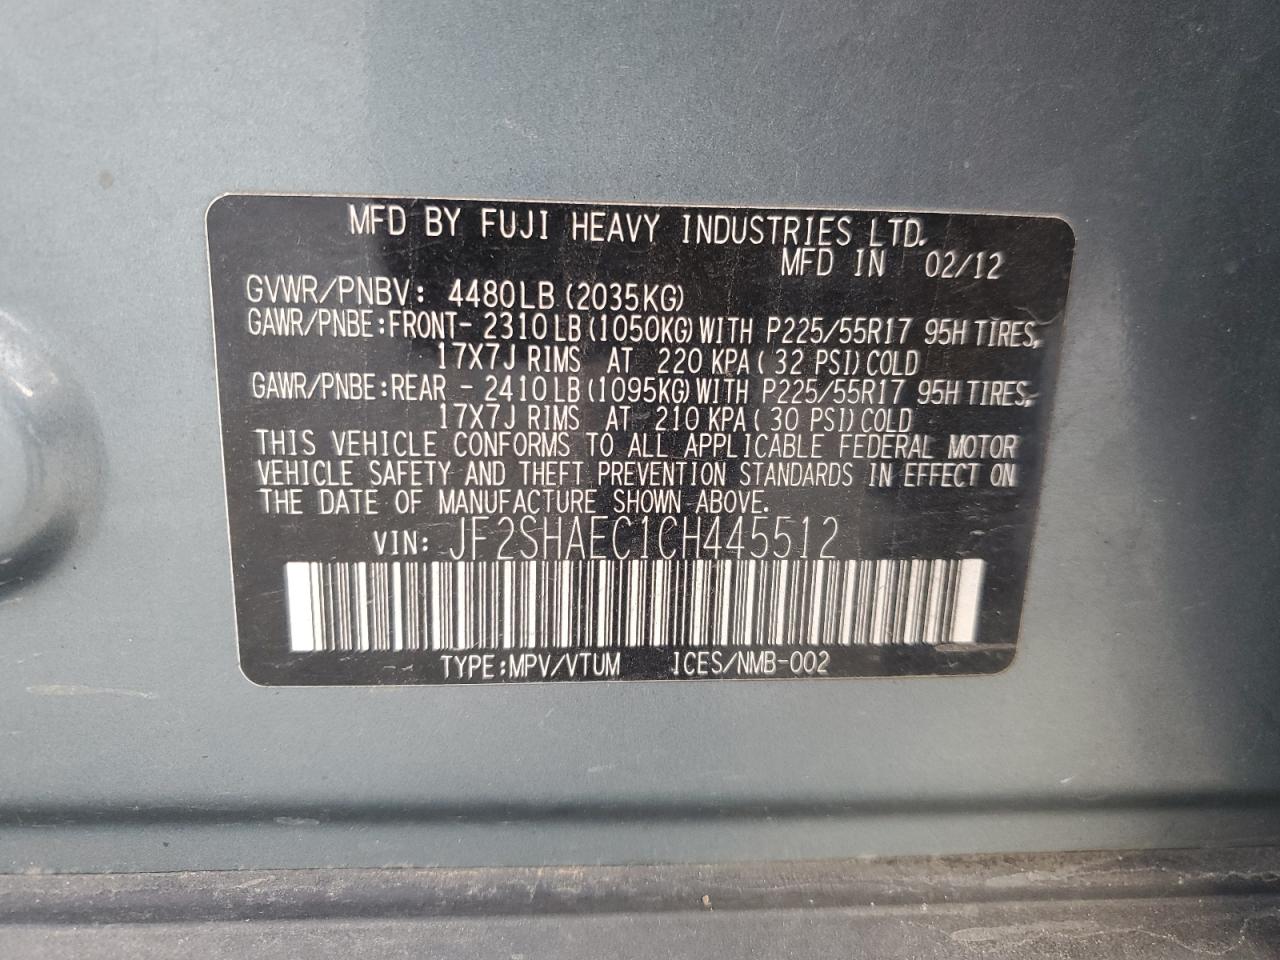 MFD BY FUJI HEAVY INDUSTRIES LTD.
MFD IN 02/12
GVWR/PNBV: 4480LB (2035KG)
GAWR/PNBE:FRONT- 2310LB (1050KG) WITH P225/55R17 95H TIRES,
17X7J RIMS AT 220 KPA (32 PSI) COLD
GAWR/PNBE:REAR - 2410LB (1095KG) WITH P225/55R17 95H TIRES,
17X7J RIMS AT 210 KPA (30 PSI) COLD
THIS VEHICLE CONFORMS TO ALL APPLICABLE FEDERAL MOTOR
VEHICLE SAFETY AND THEFT PREVENTION STANDARDS IN EFFECT ON
THE DATE OF MANUFACTURE SHOWN ABOVE.
VIN: JF2SHAEC1CH445512
TYPE:MPV/VTUM ICES/NMB-002